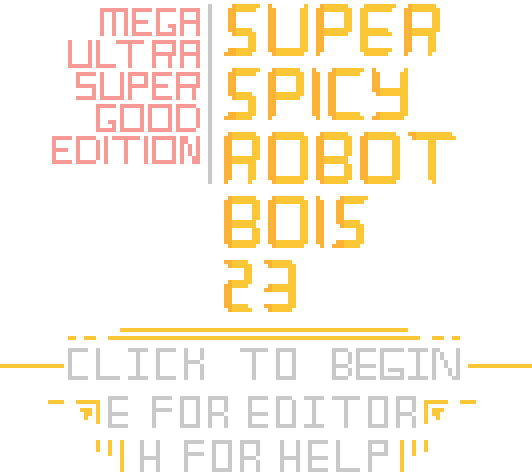 MEGA
ULTRA
SUPER
GOOD
EDITION
SUPER
SPICY
ROBOT
BOIS
23
CLICK TO BEGIN
E FOR EDITOR
H FOR HELP